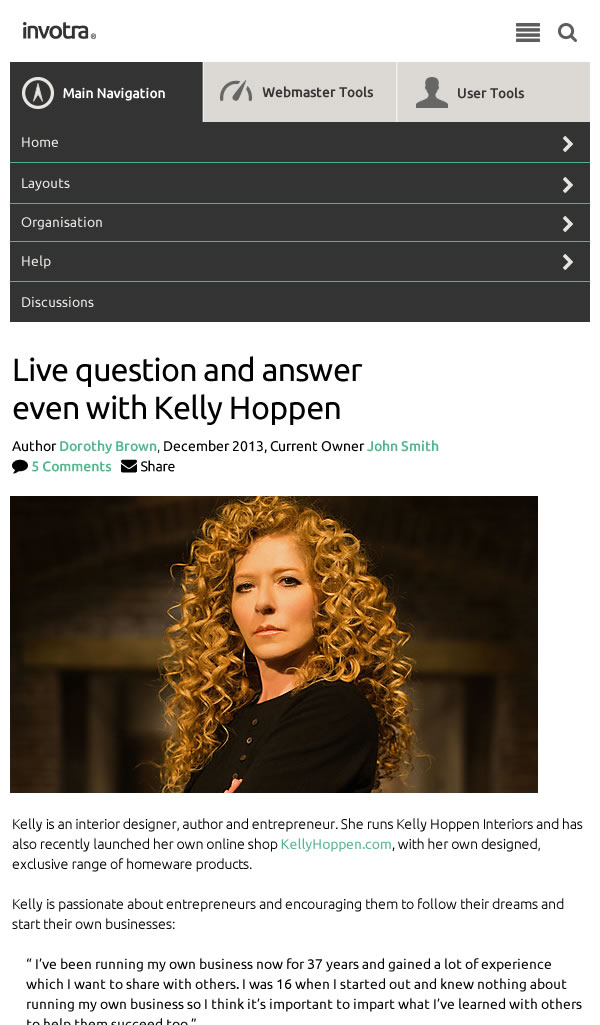 invotra®
Main Navigation
Webmaster Tools
User Tools
Home
Layouts
Organisation
Help
Discussions
Live question and answer
even with Kelly Hoppen
Author Dorothy Brown, December 2013, Current Owner John Smith
5 Comments Share
Kelly is an interior designer, author and entrepreneur. She runs Kelly Hoppen Interiors and has
also recently launched her own online shop KellyHoppen.com, with her own designed,
exclusive range of homeware products.
Kelly is passionate about entrepreneurs and encouraging them to follow their dreams and
start their own businesses:
“ I’ve been running my own business now for 37 years and gained a lot of experience
which I want to share with others. I was 16 when I started out and knew nothing about
running my own business so I think it’s important to impart what I’ve learned with others
to help them succeed too ”